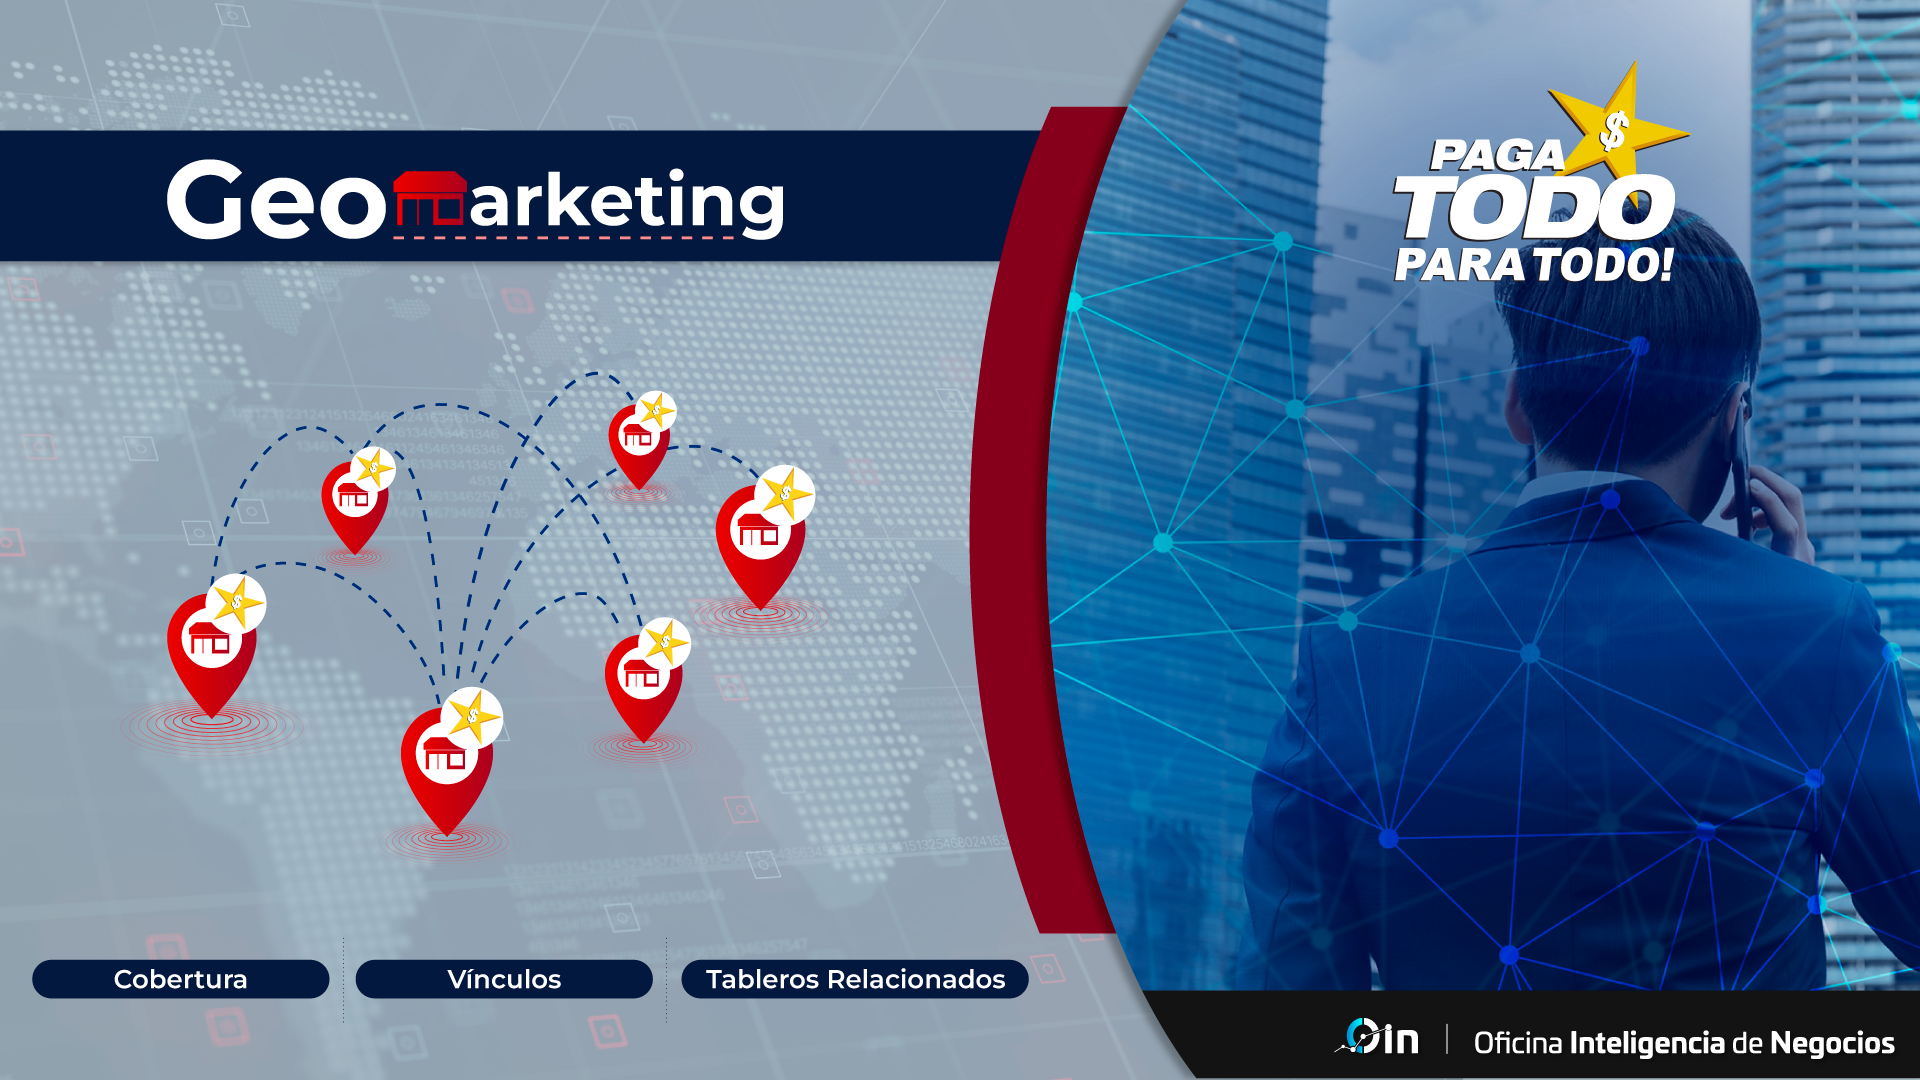 Geomarketing
PAGA
TODO
PARA TODO!
$
Cobertura
Vínculos
Tableros Relacionados
Oin
Oficina Inteligencia de Negocios